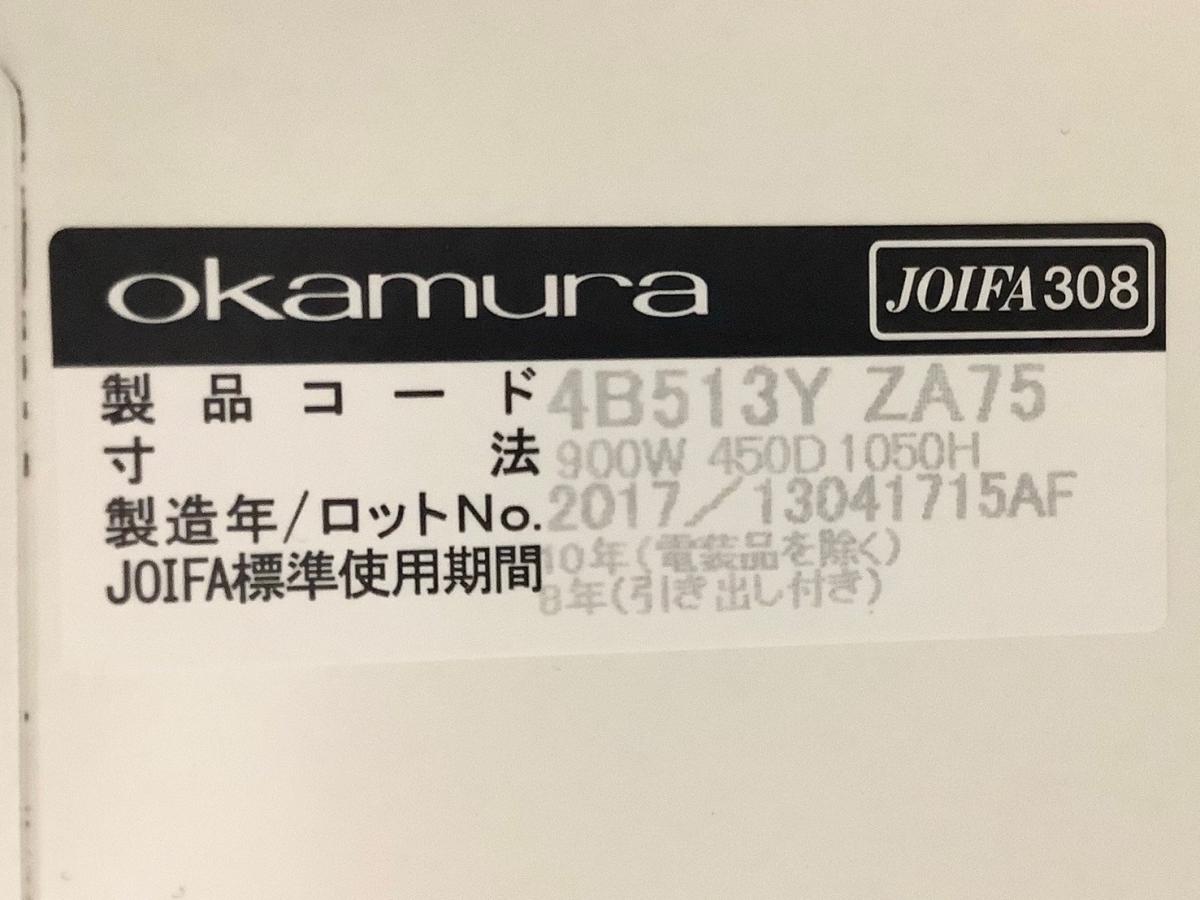 okamura JOIFA308
製品コード 4B513Y ZA75
寸法 900W 450D 1050H
製造年/ロットNo. 2017/13041715AF
JOIFA標準使用期間 10年(電装品を除く)
8年(引き出し付き)